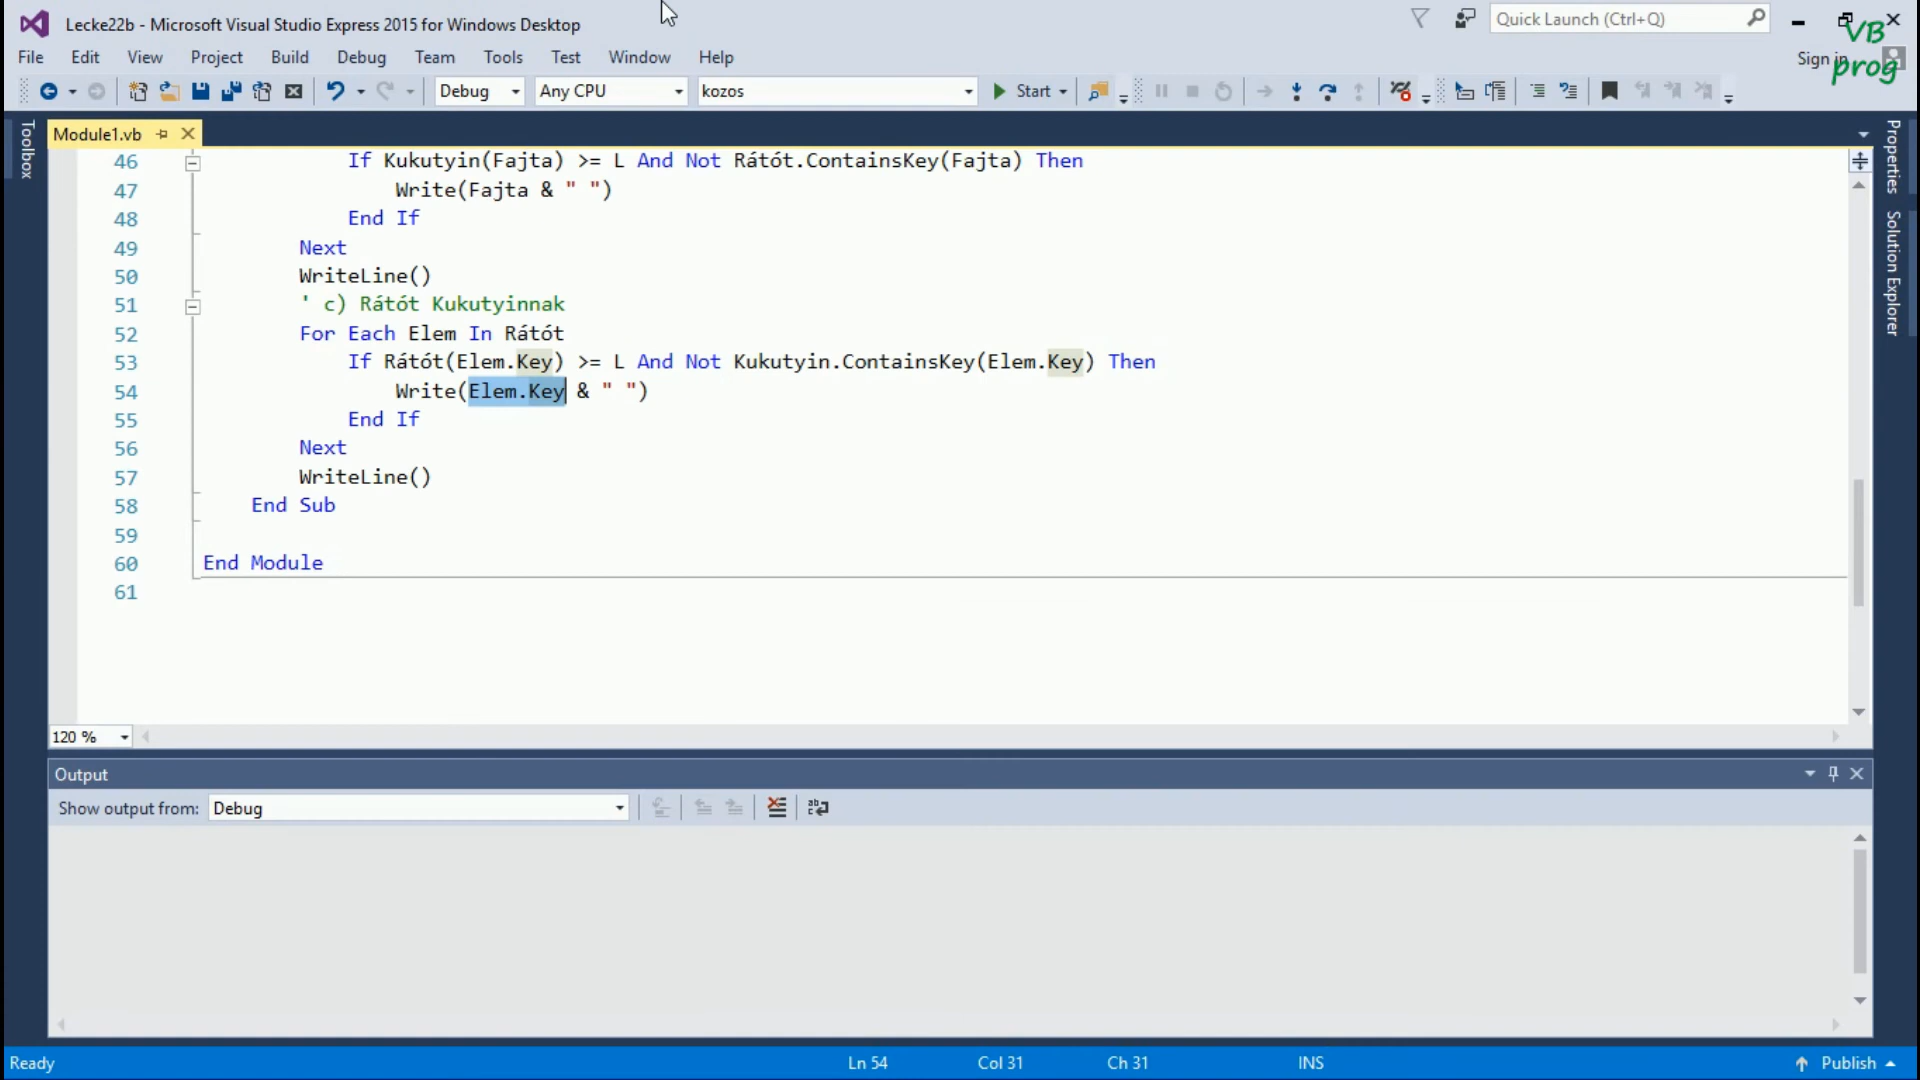 Lecke22b - Microsoft Visual Studio Express 2015 for Windows Desktop
Quick Launch (Ctrl+Q)
VB
prog
File Edit View Project Build Debug Team Tools Test Window Help
Sign in
Debug Any CPU kozos Start
Toolbox
Module1.vb
Properties
Solution Explorer
46 If Kukutyin(Fajta) >= L And Not Rátót.ContainsKey(Fajta) Then
47 Write(Fajta & " ")
48 End If
49 Next
50 WriteLine()
51 ' c) Rátót Kukutyinnak
52 For Each Elem In Rátót
53 If Rátót(Elem.Key) >= L And Not Kukutyin.ContainsKey(Elem.Key) Then
54 Write(Elem.Key & " ")
55 End If
56 Next
57 WriteLine()
58 End Sub
59
60 End Module
61
120 %
Output
Show output from: Debug
Ready Ln 54 Col 31 Ch 31 INS Publish